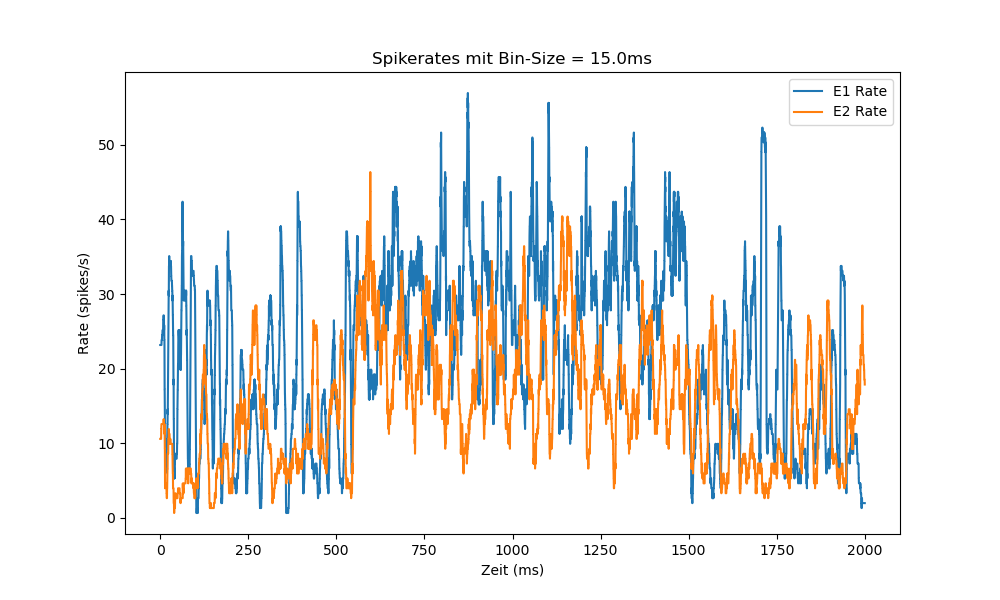 Spikerates mit Bin-Size = 15.0ms
E1 Rate
E2 Rate
Rate (spikes/s)
50
40
30
20
10
0
0 250 500 750 1000 1250 1500 1750 2000
Zeit (ms)